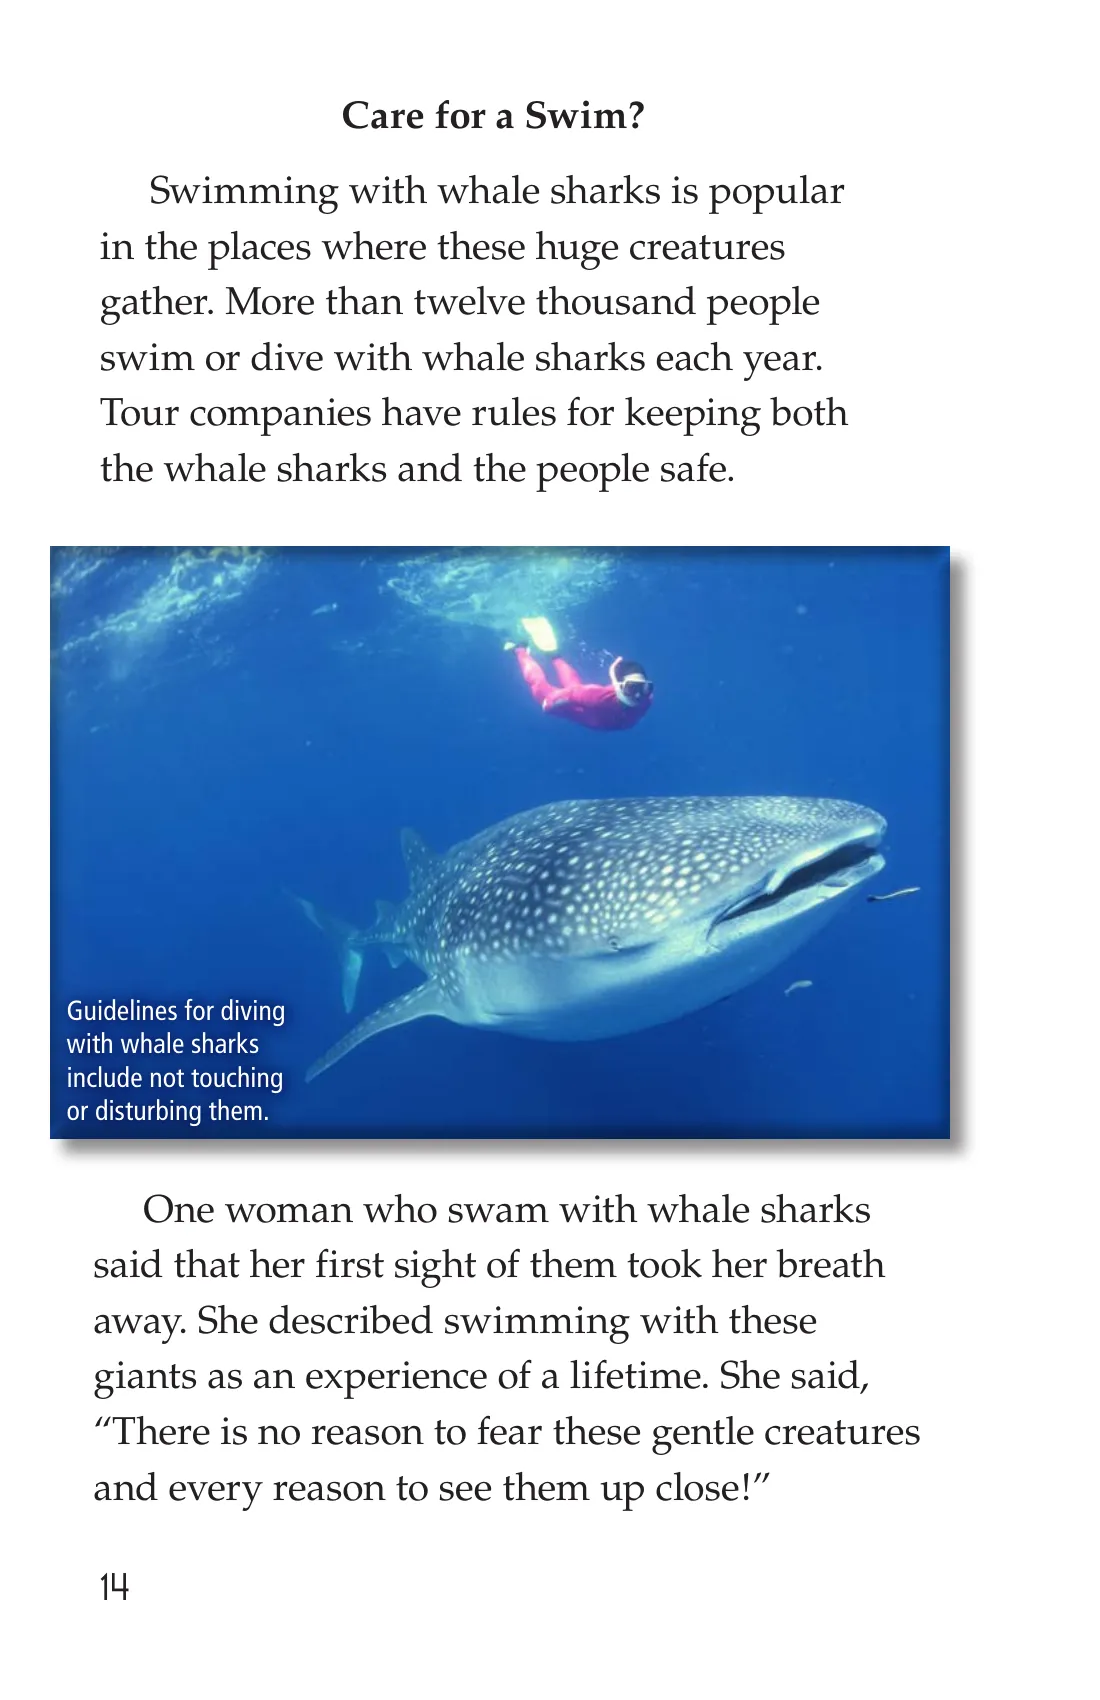 Care for a Swim?
Swimming with whale sharks is popular
in the places where these huge creatures
gather. More than twelve thousand people
swim or dive with whale sharks each year.
Tour companies have rules for keeping both
the whale sharks and the people safe.
Guidelines for diving
with whale sharks
include not touching
or disturbing them.
One woman who swam with whale sharks
said that her first sight of them took her breath
away. She described swimming with these
giants as an experience of a lifetime. She said,
“There is no reason to fear these gentle creatures
and every reason to see them up close!”
14